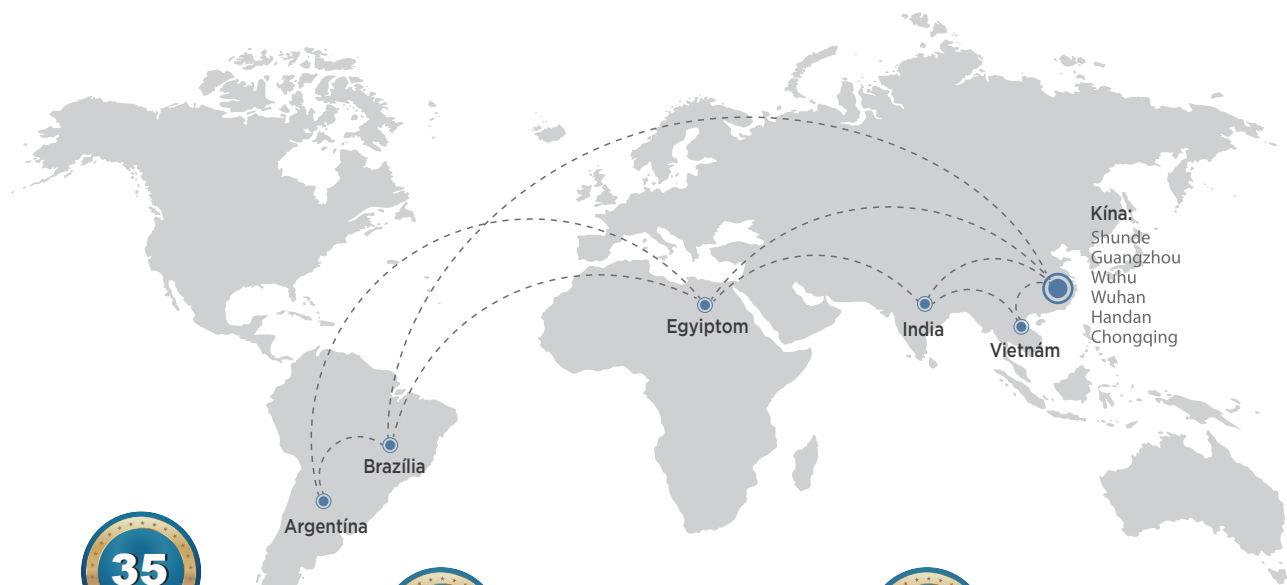 Kína:
Shunde
Guangzhou
Wuhu
Wuhan
Handan
Chongqing
Egyiptom
India
Vietnám
Brazília
Argentína
35